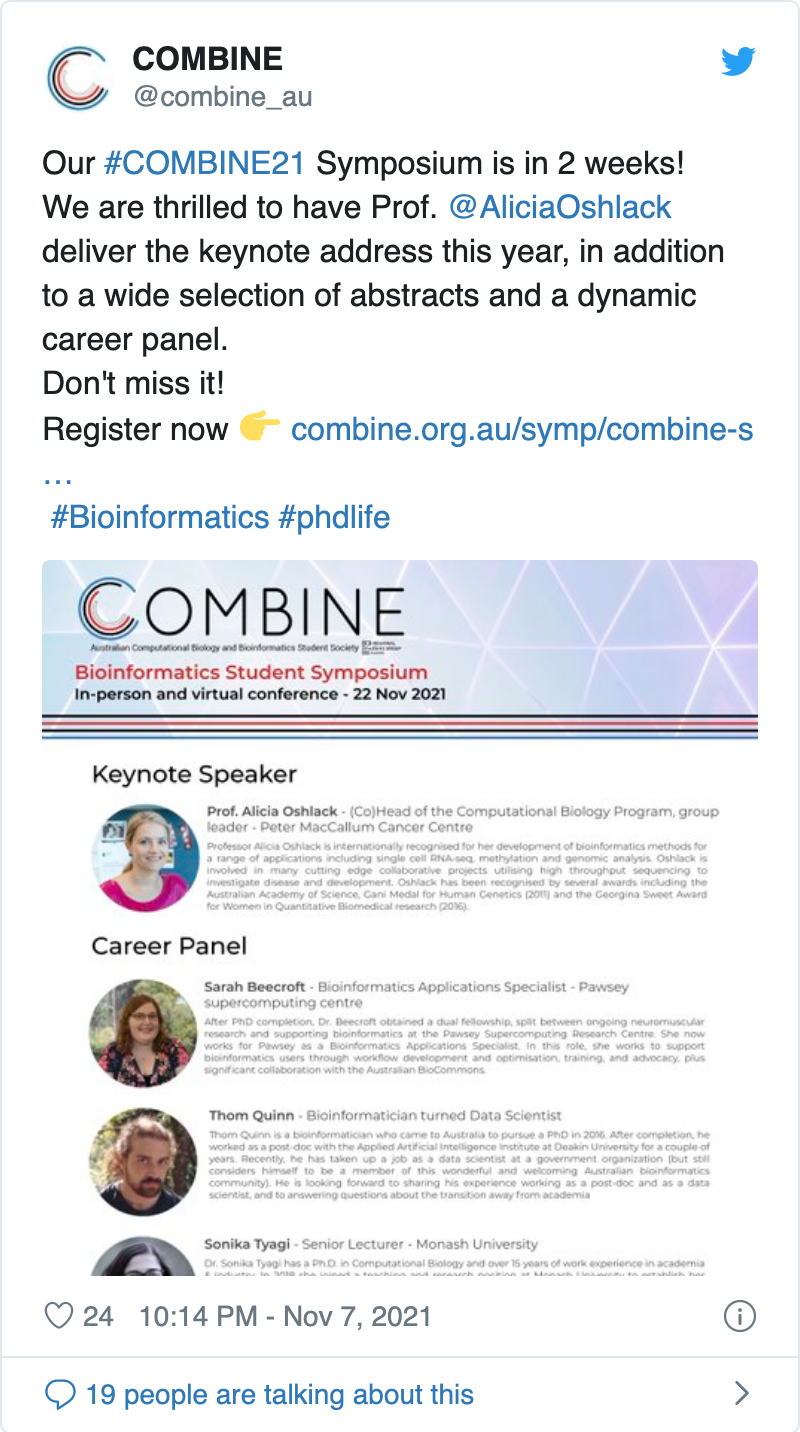 COMBINE
@combine_au
Our #COMBINE21 Symposium is in 2 weeks!
We are thrilled to have Prof. @AliciaOshlack
deliver the keynote address this year, in addition
to a wide selection of abstracts and a dynamic
career panel.
Don't miss it!
Register now 👉 combine.org.au/symp/combine-s
…
#Bioinformatics #phdlife
COMBINE
Australian Computational Biology and Bioinformatics Student Society
Bioinformatics Student Symposium
In-person and virtual conference - 22 Nov 2021
Keynote Speaker
Prof. Alicia Oshlack - (Co)Head of the Computational Biology Program, group
leader - Peter MacCallum Cancer Centre
Professor Alicia Oshlack is internationally recognised for her development of bioinformatics methods for
a range of applications including single cell RNA-seq, methylation and genomic analysis. Oshlack is
involved in many cutting edge collaborative projects utilising high throughput sequencing to
investigate disease and development. Oshlack has been recognised by several awards including the
Australian Academy of Science, Gani Medal for Human Genetics (2011) and the Georgina Sweet Award
for Women in Quantitative Biomedical research (2016).
Career Panel
Sarah Beecroft - Bioinformatics Applications Specialist - Pawsey
supercomputing centre
After PhD completion, Dr. Beecroft obtained a dual fellowship, split between ongoing neuromuscular
research and supporting bioinformatics at the Pawsey Supercomputing Research Centre. She now
works for Pawsey as a Bioinformatics Applications Specialist. In this role, she works to support
bioinformatics users through workflow development and optimisation, training, and advocacy, plus
significant collaboration with the Australian BioCommons.
Thom Quinn - Bioinformatician turned Data Scientist
Thom Quinn is a bioinformatician who came to Australia to pursue a PhD in 2016. After completion, he
worked as a post-doc with the Applied Artificial Intelligence Institute at Deakin University for a couple of
years. Recently, he has taken up a job as a data scientist at a government organization (but still
considers himself to be a member of this wonderful and welcoming Australian bioinformatics
community). He is looking forward to sharing his experience working as a post-doc and as a data
scientist, and to answering questions about the transition away from academia
Sonika Tyagi - Senior Lecturer - Monash University
Dr. Sonika Tyagi has a Ph.D. in Computational Biology and over 15 years of work experience in academia
& industry. In 2018 she joined a teaching and research position at Monash University to establish her
24 10:14 PM - Nov 7, 2021
19 people are talking about this